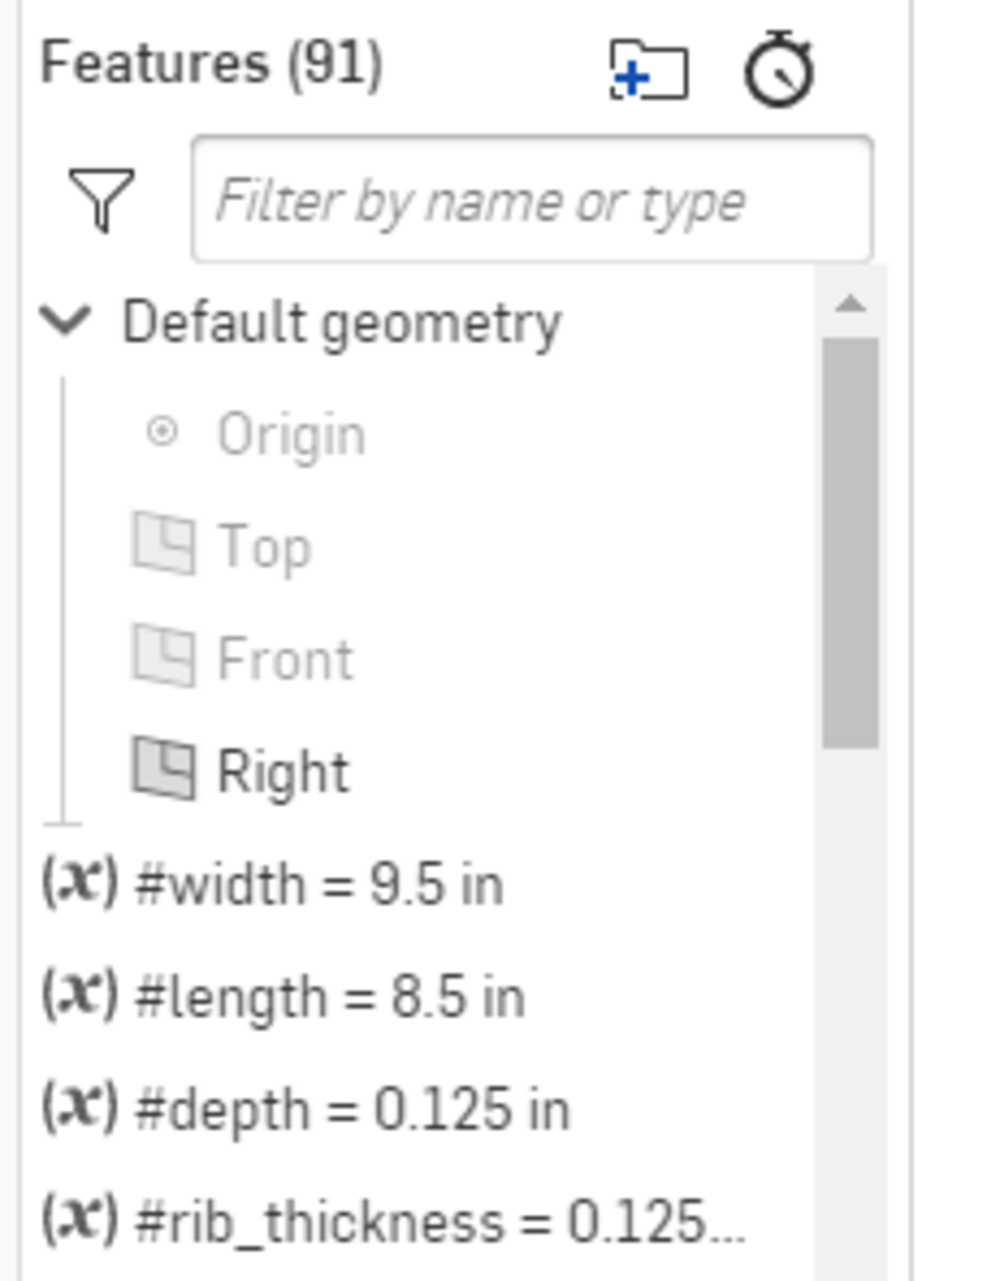 Features (91)
Filter by name or type
Default geometry
Origin
Top
Front
Right
(x) #width = 9.5 in
(x) #length = 8.5 in
(x) #depth = 0.125 in
(x) #rib_thickness = 0.125...